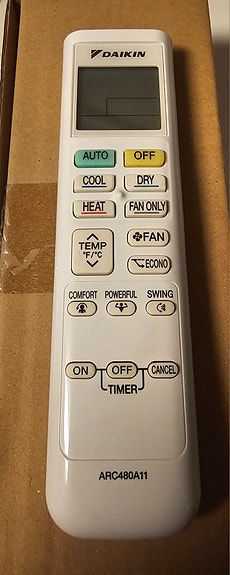 DAIKIN
AUTO OFF
COOL DRY
HEAT FAN ONLY
TEMP
°F/°C
FAN
ECONO
COMFORT POWERFUL SWING
ON OFF CANCEL
TIMER
ARC480A11